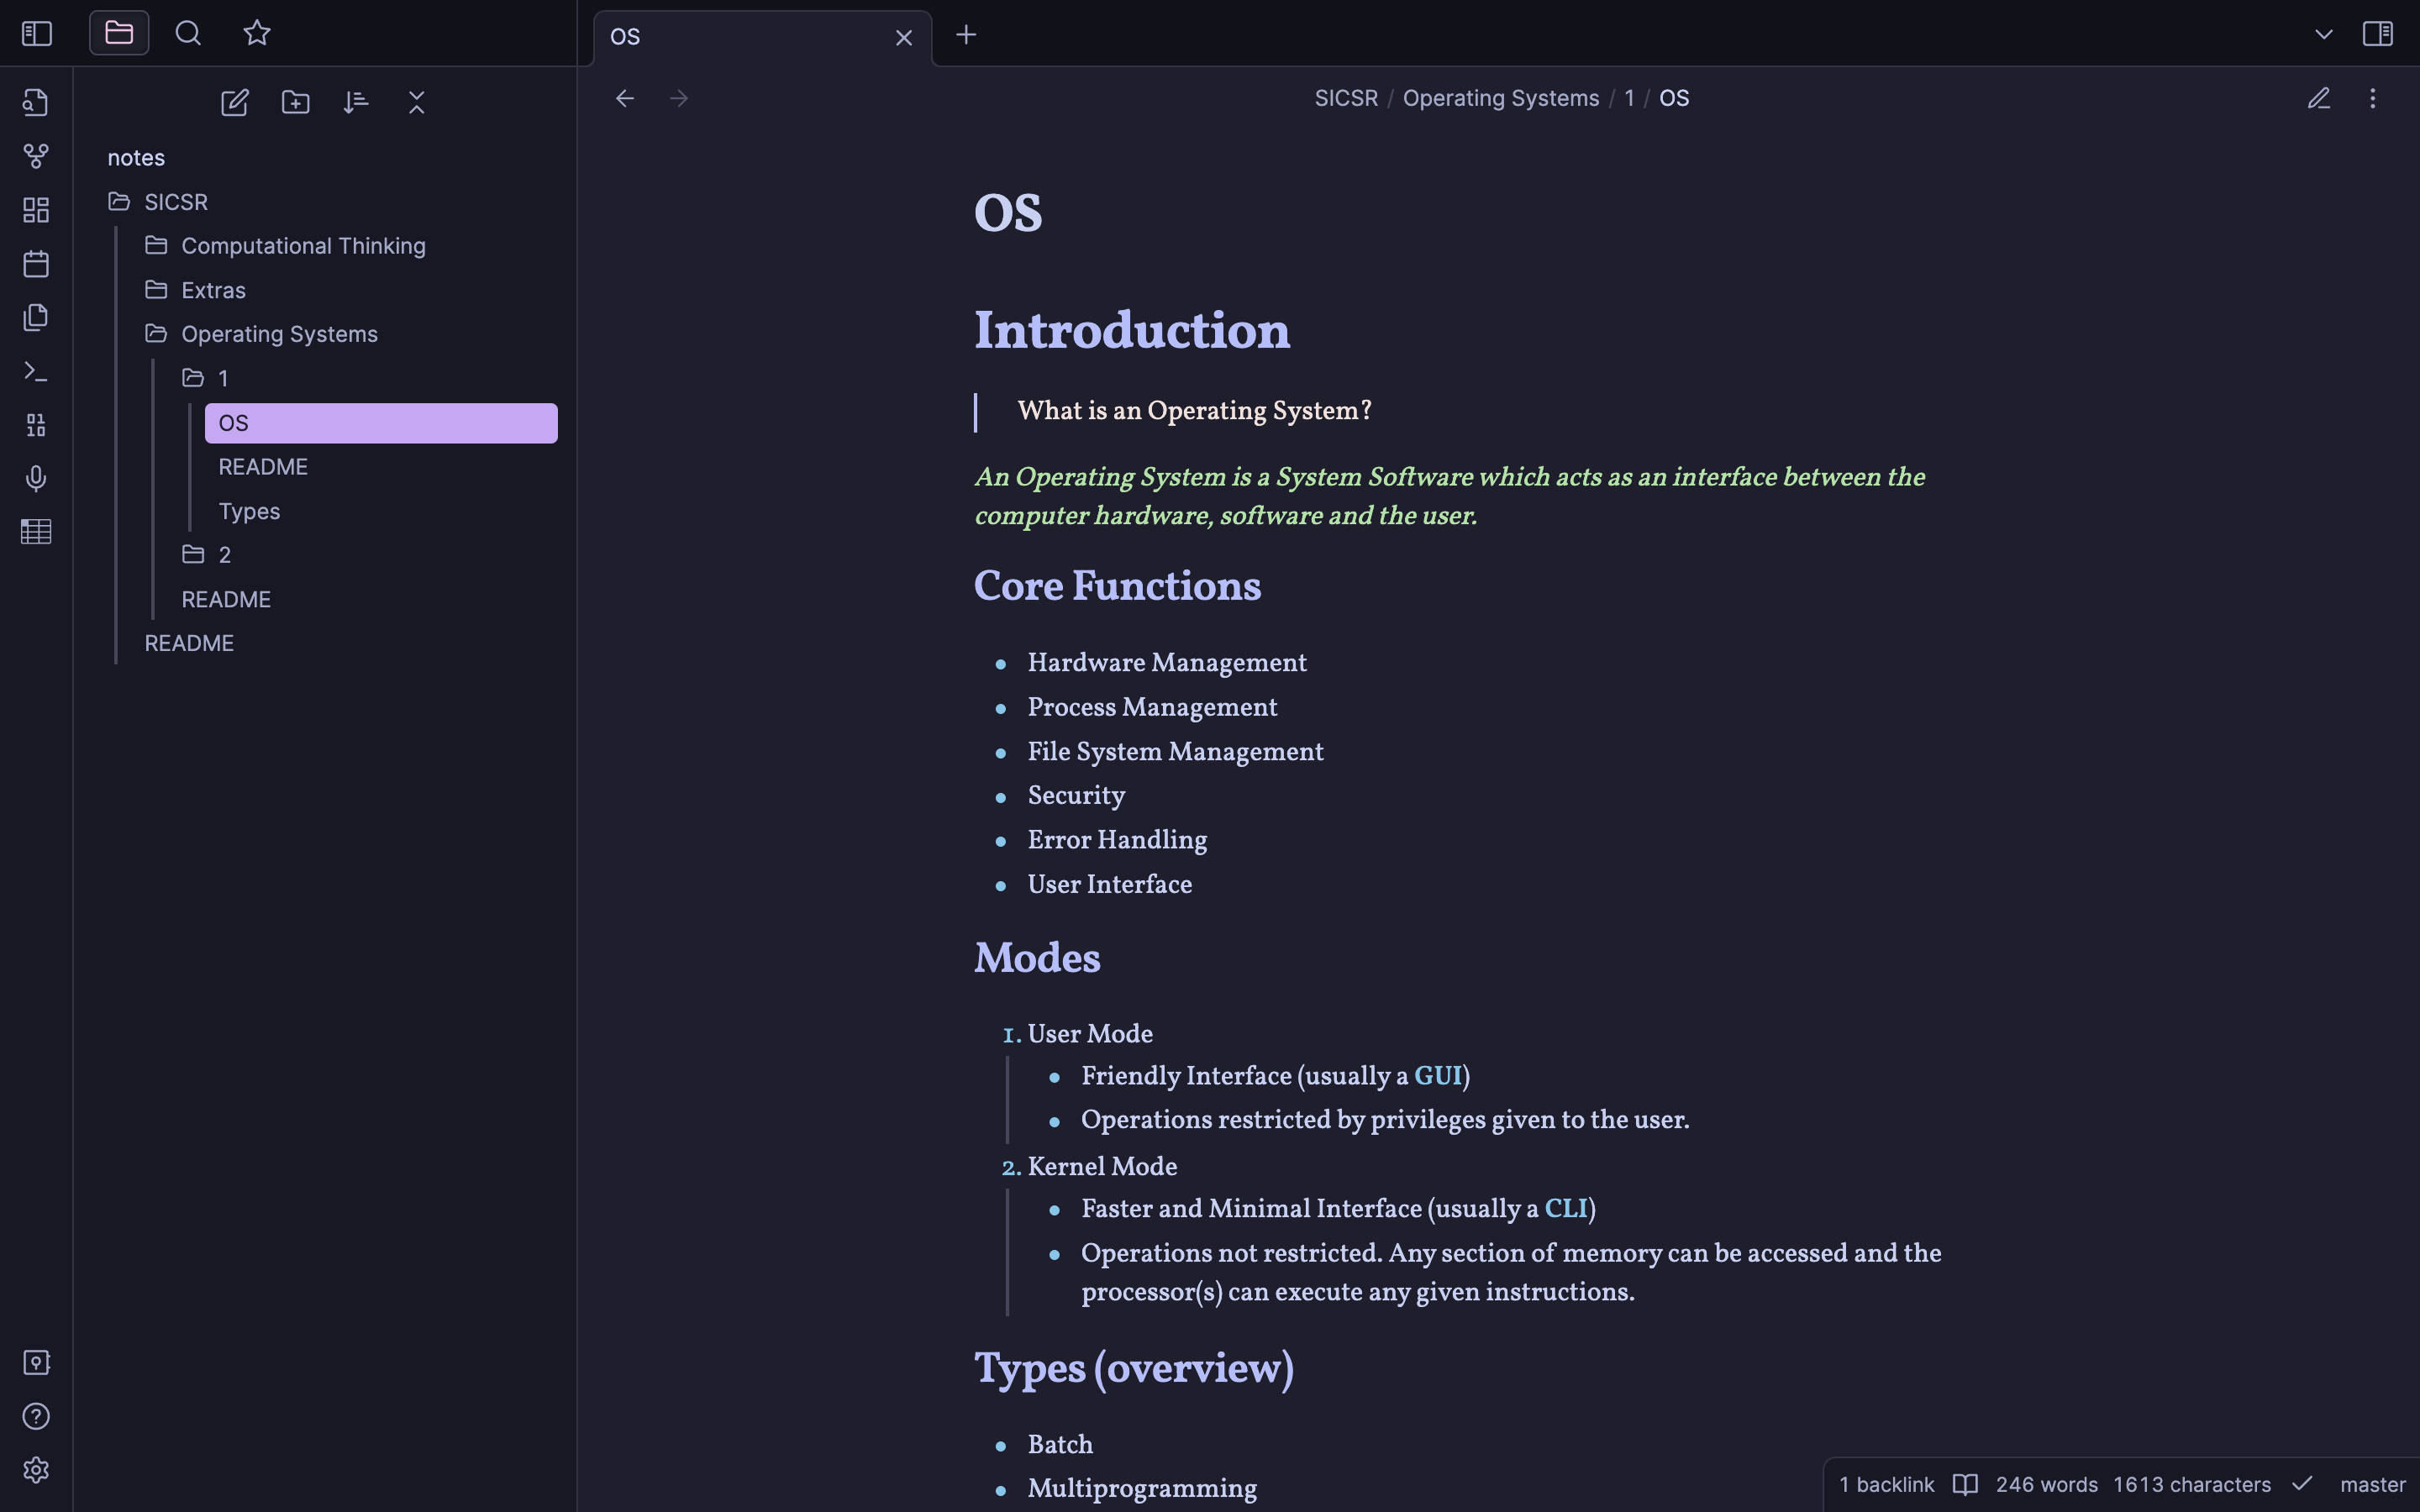 OS
SICSR / Operating Systems / 1 / OS
notes
SICSR
Computational Thinking
Extras
Operating Systems
1
OS
README
Types
2
README
README
OS
Introduction
What is an Operating System?
An Operating System is a System Software which acts as an interface between the
computer hardware, software and the user.
Core Functions
• Hardware Management
• Process Management
• File System Management
• Security
• Error Handling
• User Interface
Modes
1. User Mode
• Friendly Interface (usually a GUI)
• Operations restricted by privileges given to the user.
2. Kernel Mode
• Faster and Minimal Interface (usually a CLI)
• Operations not restricted. Any section of memory can be accessed and the
processor(s) can execute any given instructions.
Types (overview)
• Batch
• Multiprogramming
1 backlink 246 words 1613 characters master